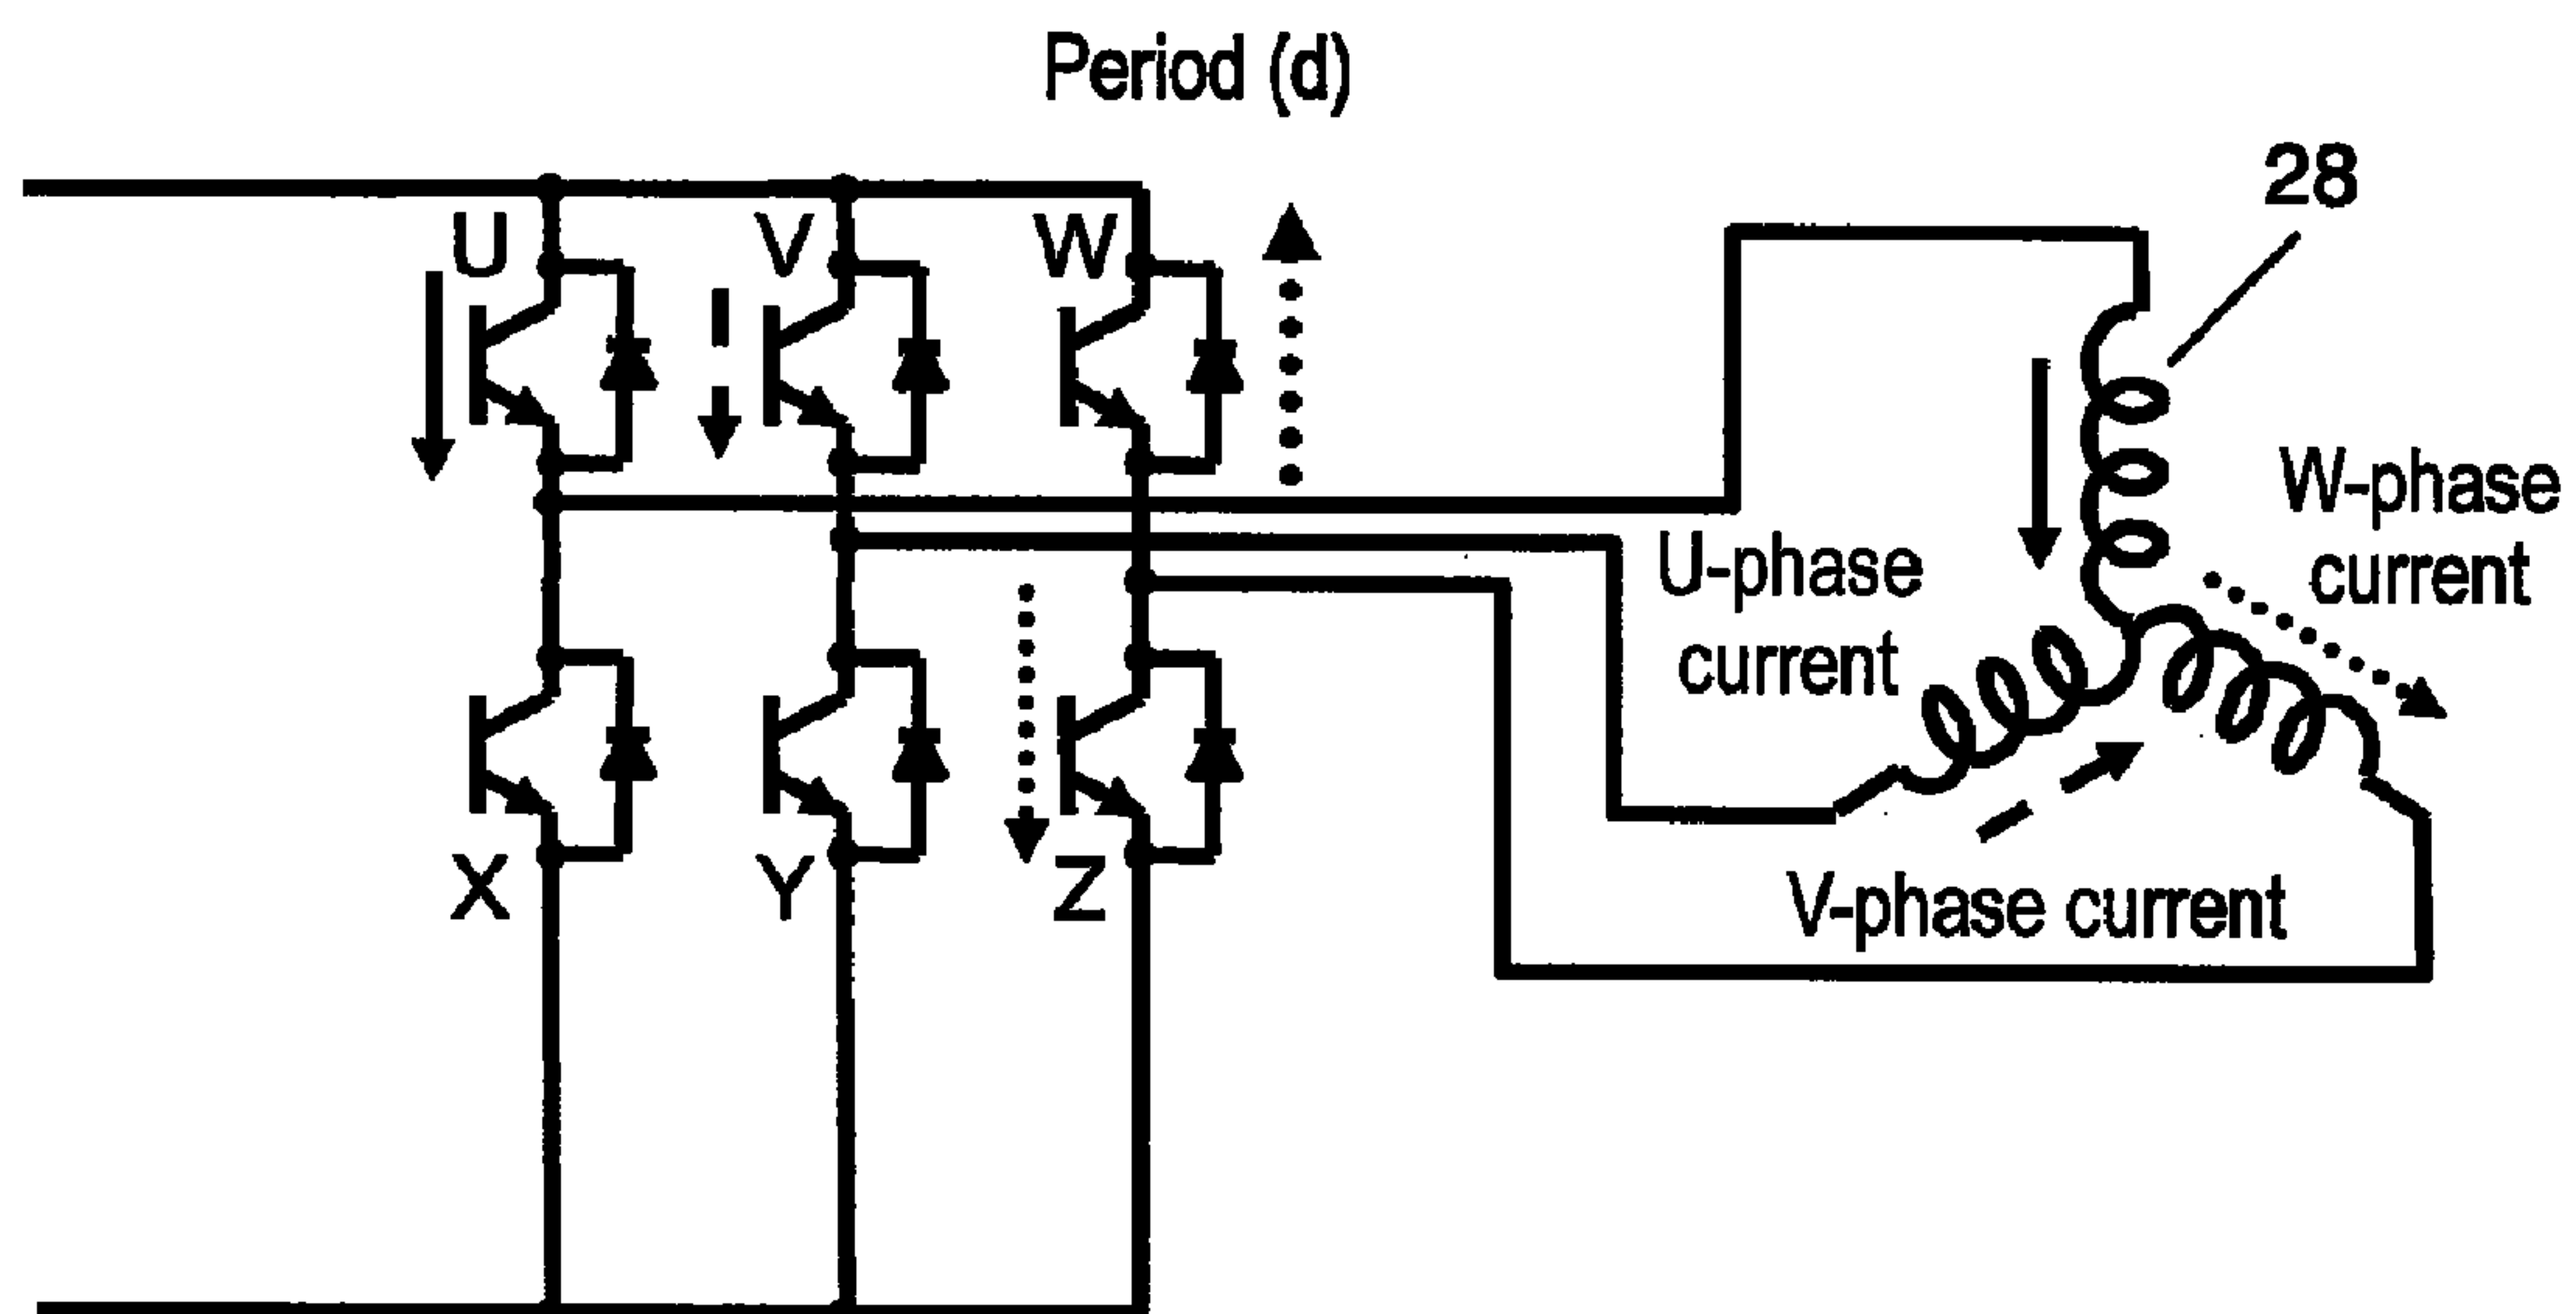 Period (d)
28
U
V
W
W-phase
current
U-phase
current
X
Y
Z
V-phase current